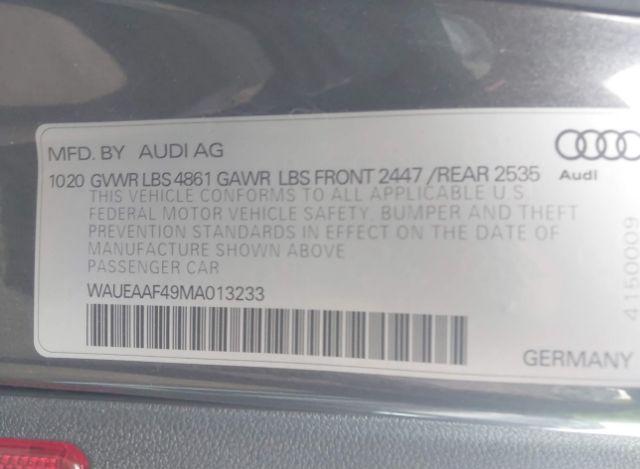 MFD. BY AUDI AG
1020 GVWR LBS 4861 GAWR LBS FRONT 2447 /REAR 2535
THIS VEHICLE CONFORMS TO ALL APPLICABLE U.S
FEDERAL MOTOR VEHICLE SAFETY, BUMPER AND THEFT
PREVENTION STANDARDS IN EFFECT ON THE DATE OF
MANUFACTURE SHOWN ABOVE
PASSENGER CAR
WAUEAAF49MA013233
Audi
4150009
GERMANY